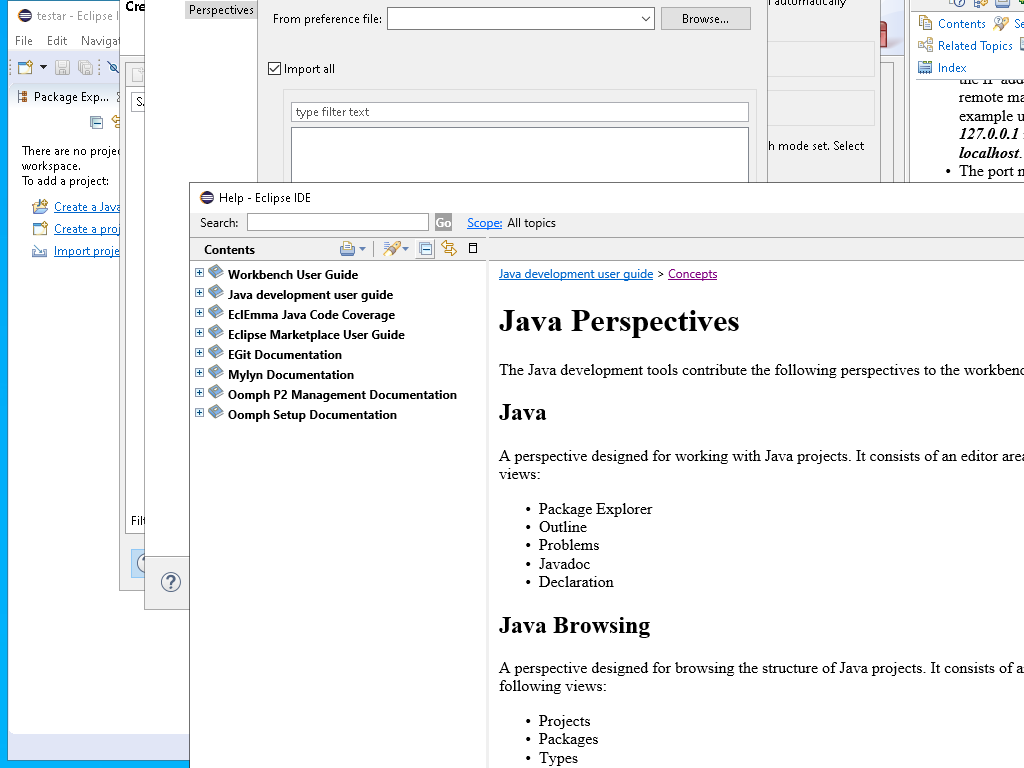 testar - Eclipse I
File Edit Navigat
Package Exp...
There are no proje
workspace.
To add a project:
Create a Java
Create a proj
Import proje
Cre
Filt
Perspectives
From preference file:
Browse...
Import all
type filter text
automatically
h mode set. Select
Contents
Se
Related Topics
Index
the IP add
remote ma
example u
127.0.0.1
localhost.
• The port n
Help - Eclipse IDE
Search:
Go
Scope: All topics
Contents
Workbench User Guide
Java development user guide
EclEmma Java Code Coverage
Eclipse Marketplace User Guide
EGit Documentation
Mylyn Documentation
Oomph P2 Management Documentation
Oomph Setup Documentation
Java development user guide > Concepts
Java Perspectives
The Java development tools contribute the following perspectives to the workbenc
Java
A perspective designed for working with Java projects. It consists of an editor area
views:
• Package Explorer
• Outline
• Problems
• Javadoc
• Declaration
Java Browsing
A perspective designed for browsing the structure of Java projects. It consists of a
following views:
• Projects
• Packages
• Types